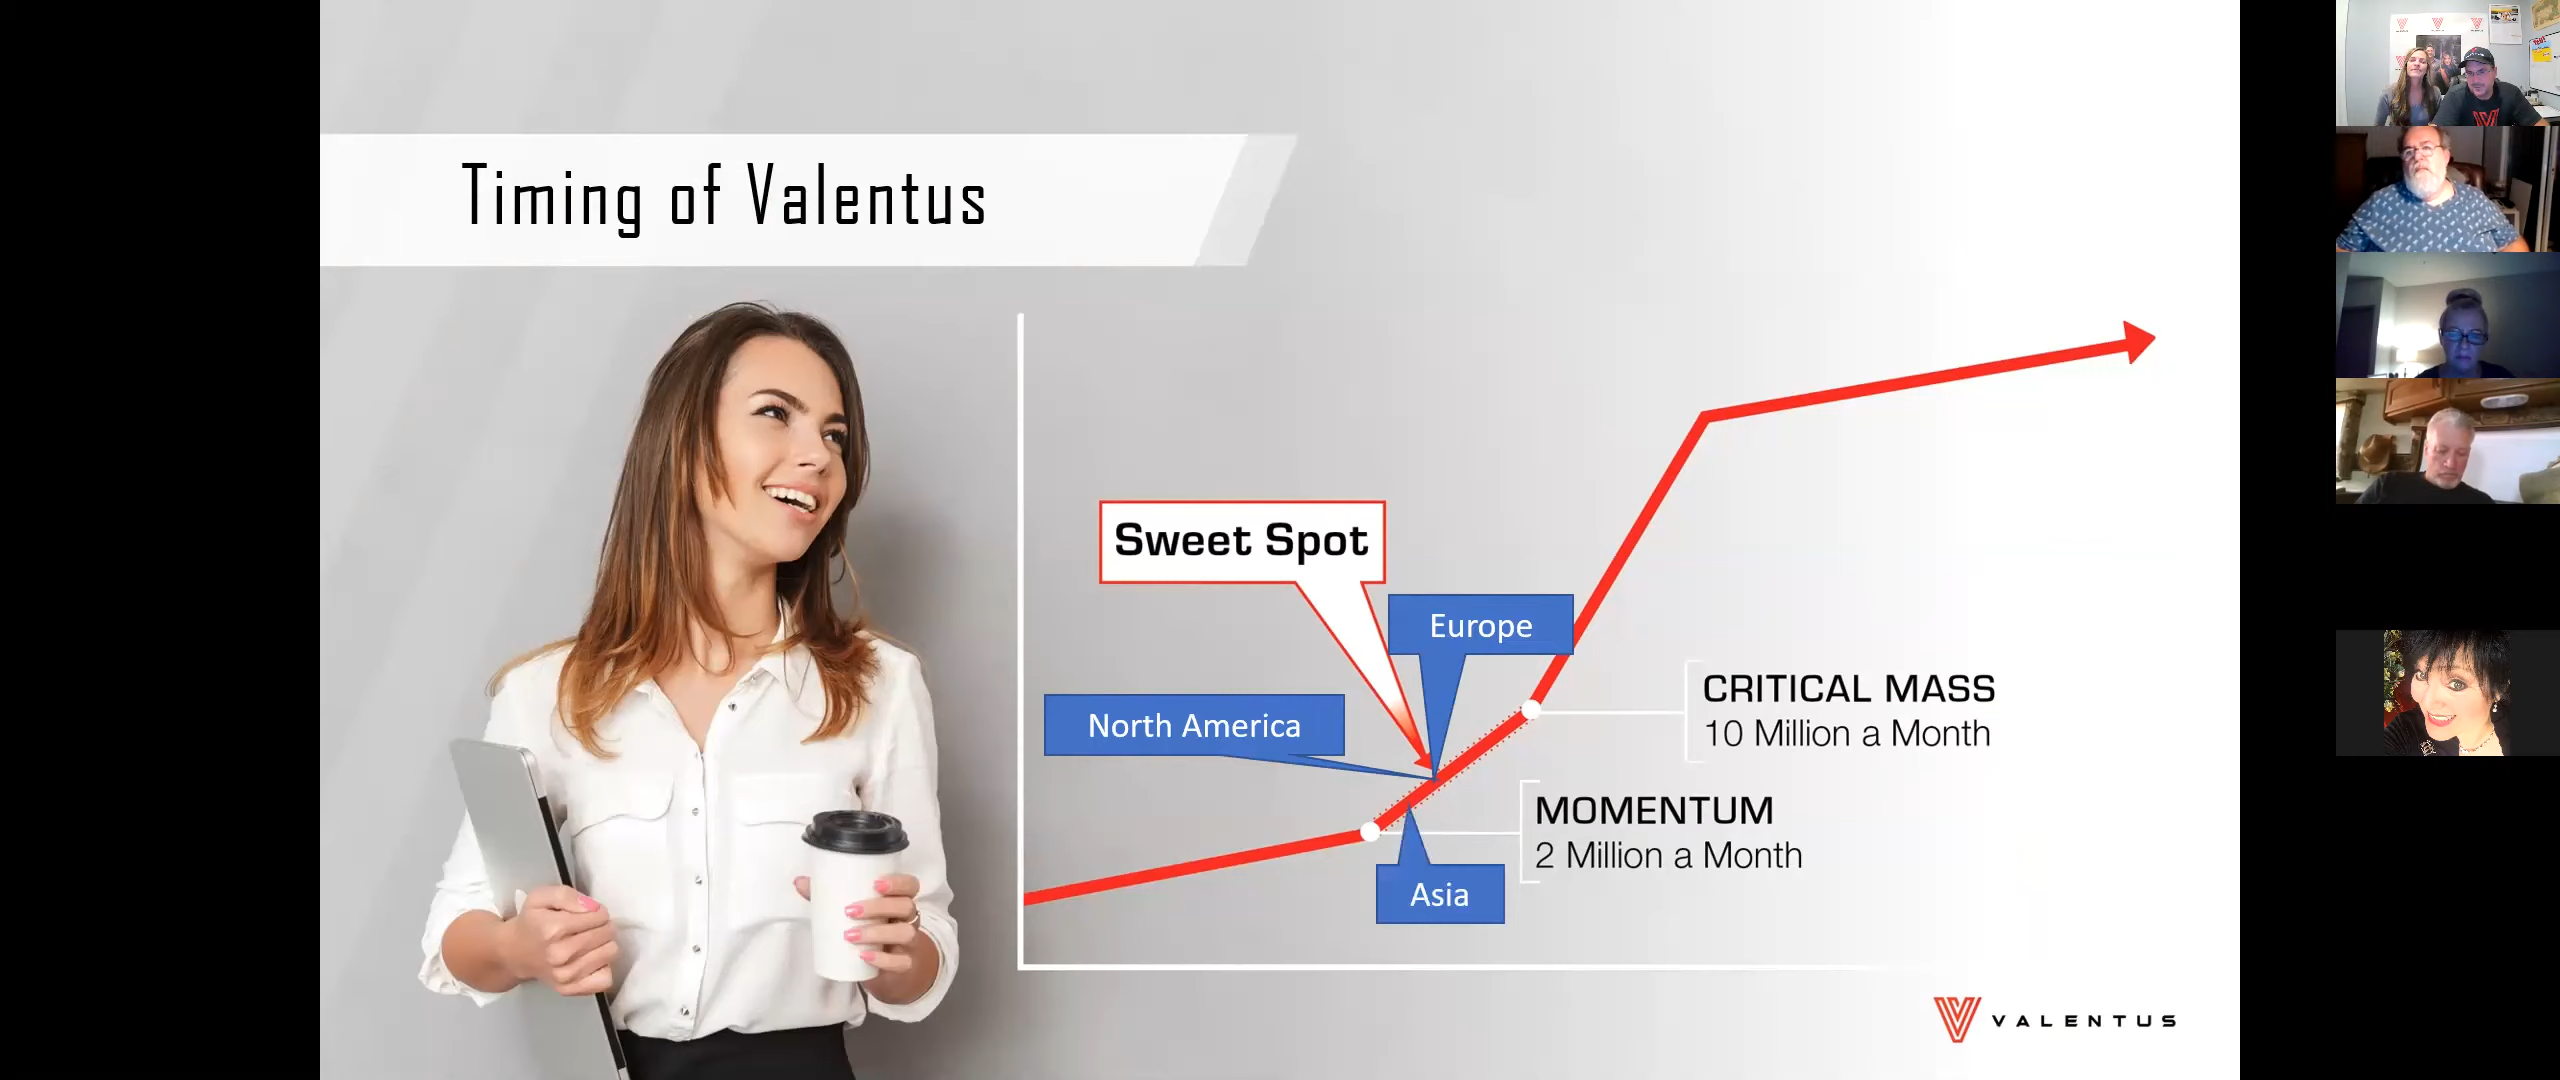 Timing of Valentus
Sweet Spot
Europe
North America
CRITICAL MASS
10 Million a Month
MOMENTUM
2 Million a Month
Asia
VALENTUS